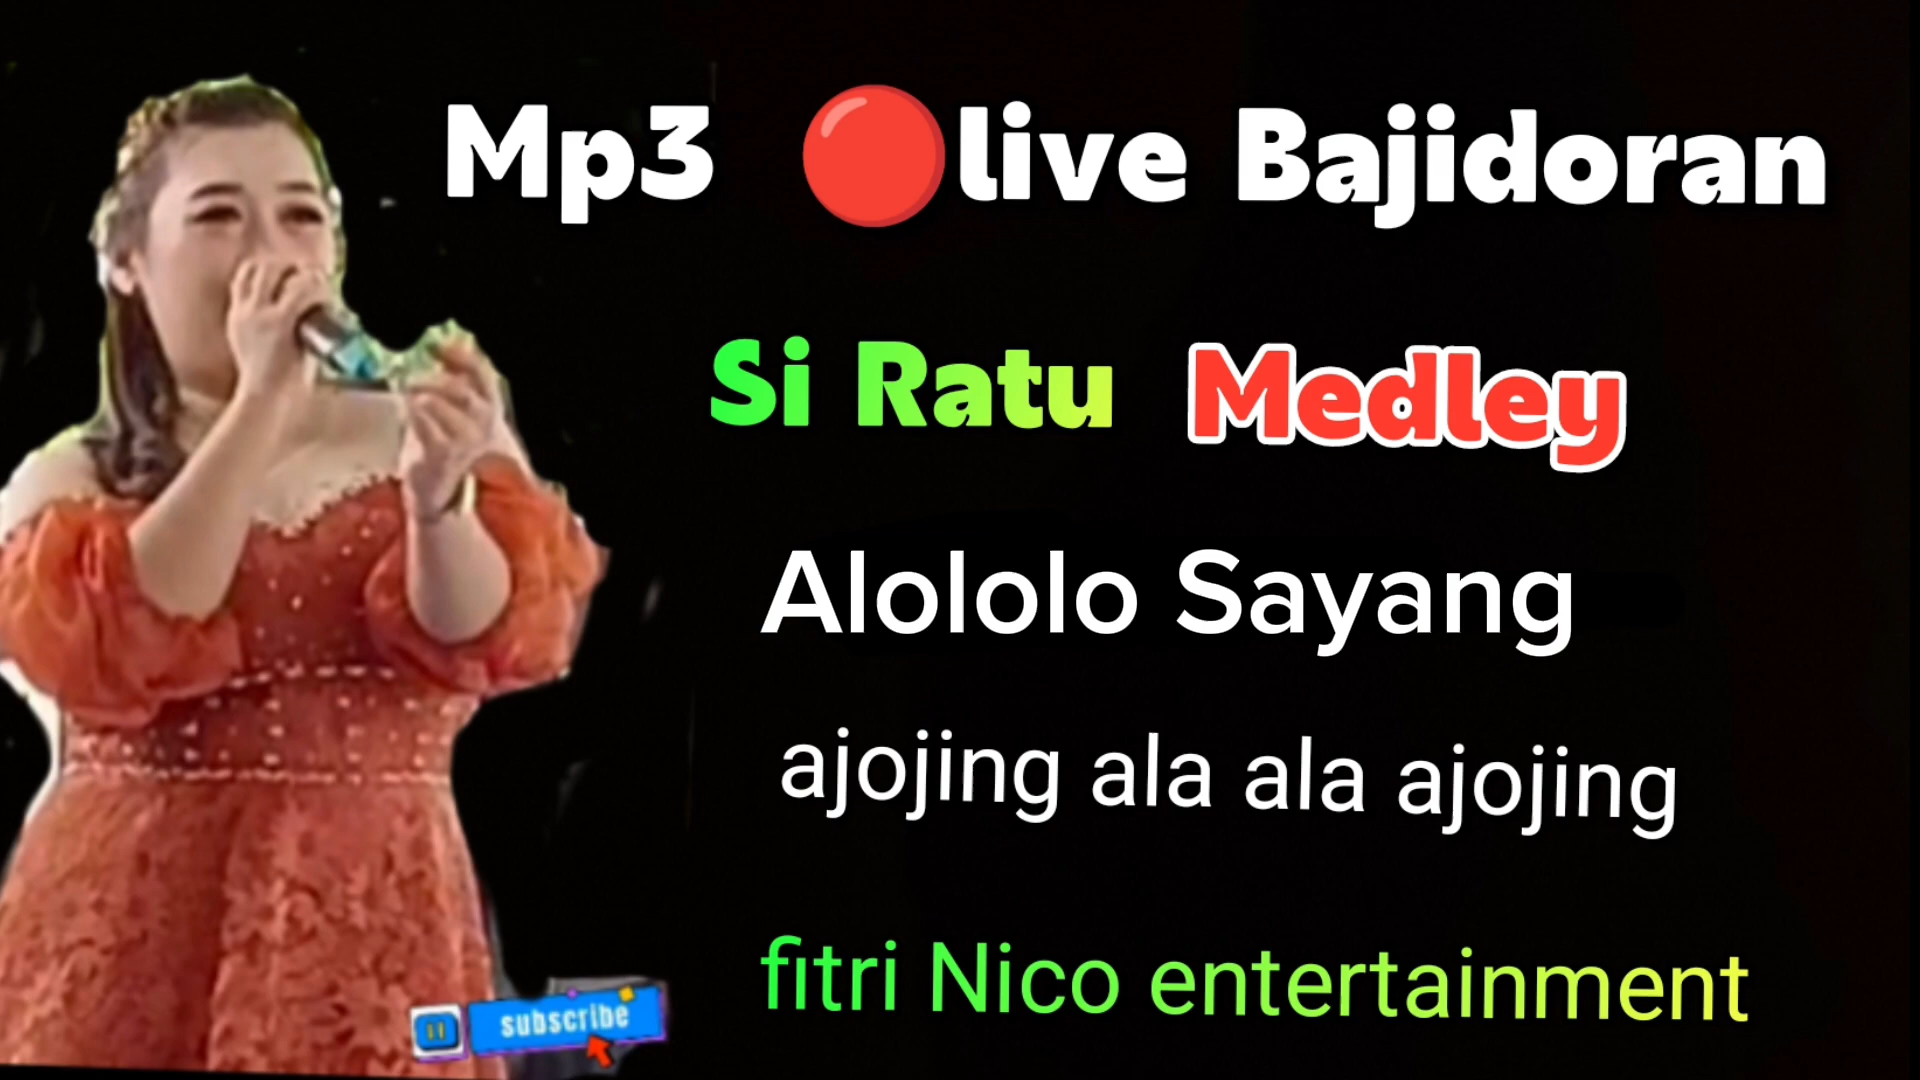 Mp3 🔴live Bajidoran
Si Ratu Medley
Alololo Sayang
ajojing ala ala ajojing
fitri Nico entertainment
subscribe